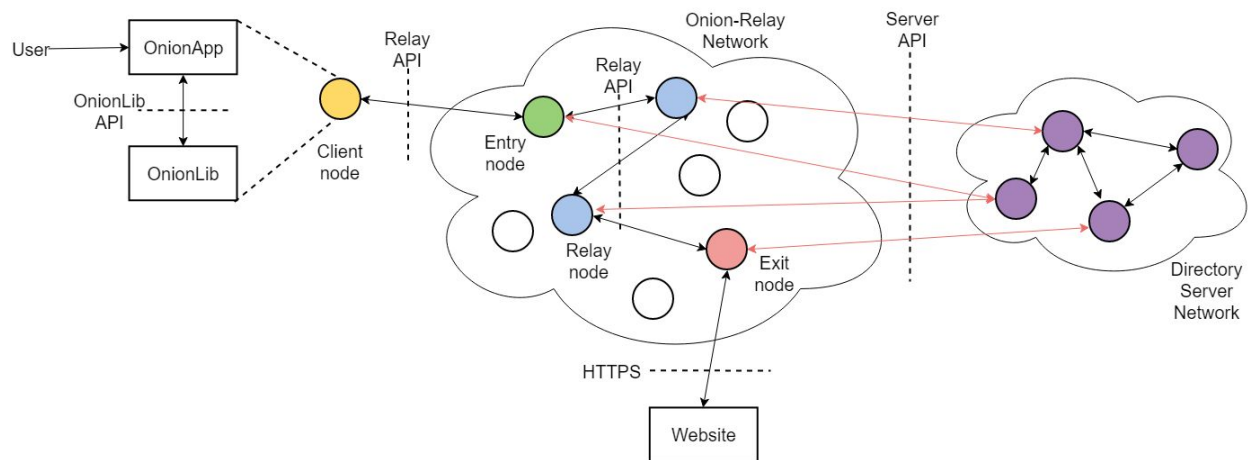 User
OnionApp
OnionLib
API
OnionLib
Client
node
Relay
API
Onion-Relay
Network
Relay
API
Entry
node
Relay
node
Exit
node
HTTPS
Website
Server
API
Directory
Server
Network